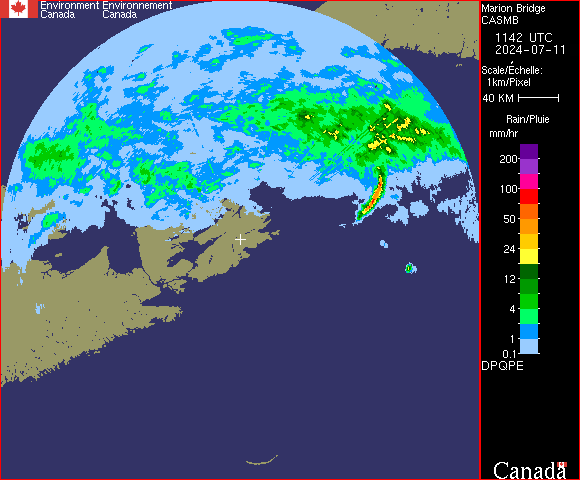 Environment Environnement
Canada Canada
Marion Bridge
CASMB
1142 UTC
2024-07-11
Scale/Échelle:
1km/Pixel
40 KM
Rain/Pluie
mm/hr
200
100
50
24
12
4
1
0.1
DPQPE
Canada